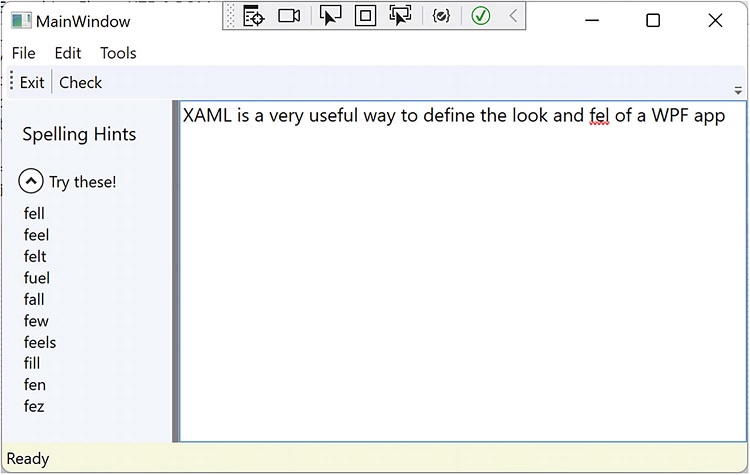 MainWindow
File Edit Tools
Exit Check
Spelling Hints
Try these!
fell
feel
felt
fuel
fall
few
feels
fill
fen
fez
XAML is a very useful way to define the look and fel of a WPF app
Ready